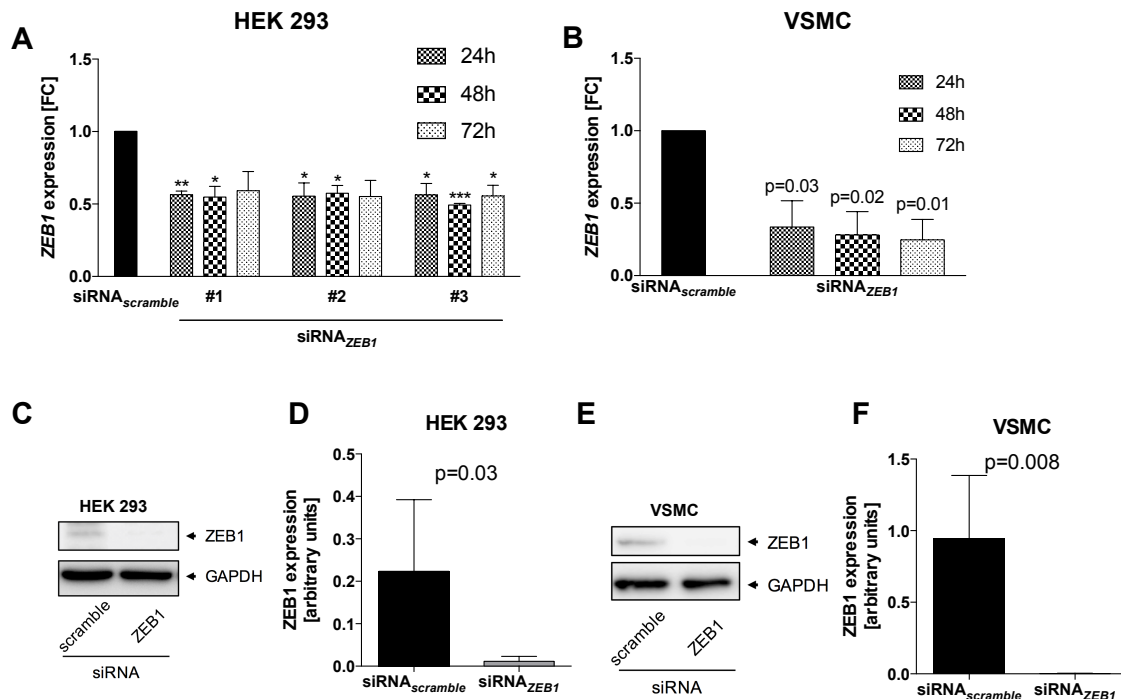 HEK 293
VSMC
A
ZEB1 expression [FC]
1.5
1.0
0.5
0.0
24h
48h
72h
** *
* *
* *** *
siRNAscramble #1 #2 #3
siRNAZEB1
B
ZEB1 expression [FC]
1.5
1.0
0.5
0.0
24h
48h
72h
p=0.03 p=0.02 p=0.01
siRNAscramble siRNAZEB1
C
HEK 293
ZEB1
GAPDH
scramble ZEB1
siRNA
D
HEK 293
ZEB1 expression
[arbitrary units]
0.5
0.4
0.3
0.2
0.1
0.0
p=0.03
siRNAscramble siRNAZEB1
E
VSMC
ZEB1
GAPDH
scramble ZEB1
siRNA
F
VSMC
ZEB1 expression
[arbitrary units]
1.5
1.0
0.5
0.0
p=0.008
siRNAscramble siRNAZEB1